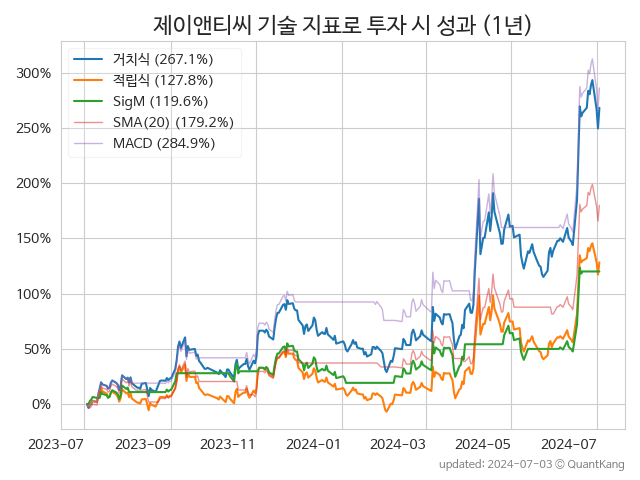 제이앤티씨 기술 지표로 투자 시 성과 (1년)
거치식 (267.1%)
적립식 (127.8%)
SigM (119.6%)
SMA(20) (179.2%)
MACD (284.9%)
300%
250%
200%
150%
100%
50%
0%
2023-07
2023-09
2023-11
2024-01
2024-03
2024-05
2024-07
updated: 2024-07-03 © QuantKang